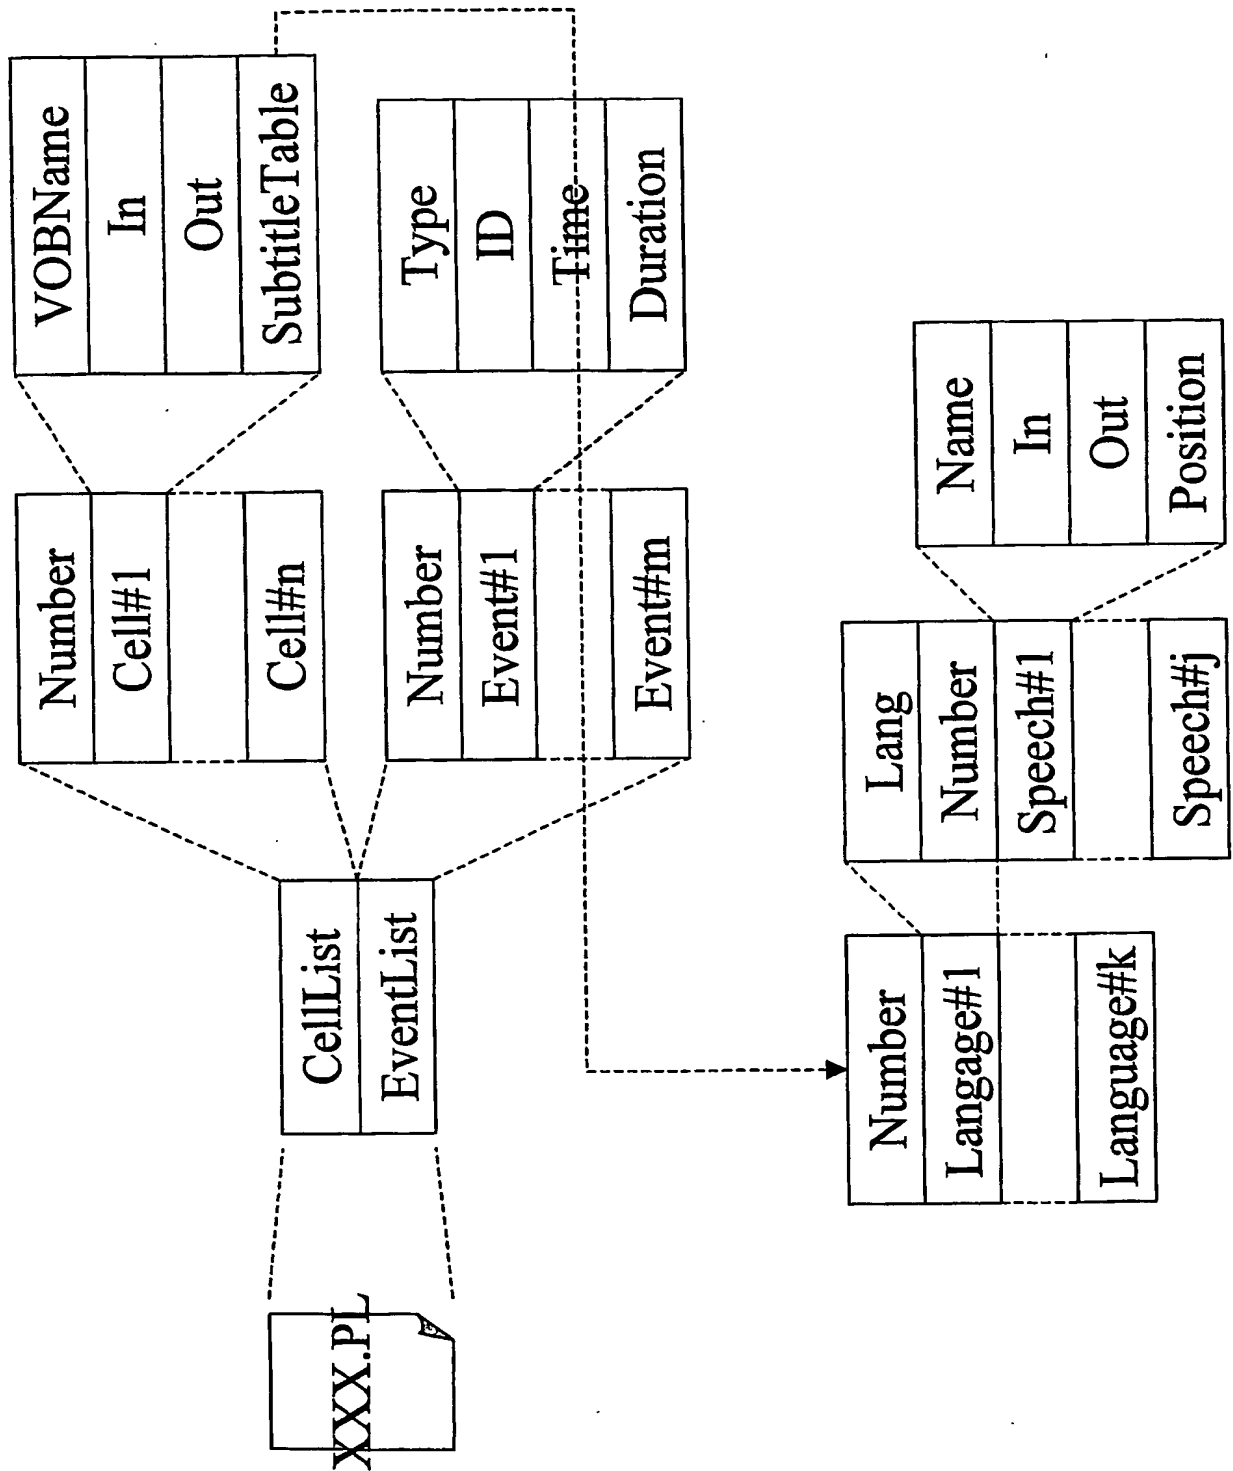 XXX.PL
CellList
EventList
Number
Cell#1
Cell#n
VOBName
In
Out
SubtitleTable
Number
Event#1
Event#m
Type
ID
Time
Duration
Number
Langage#1
Language#k
Lang
Number
Speech#1
Speech#j
Name
In
Out
Position